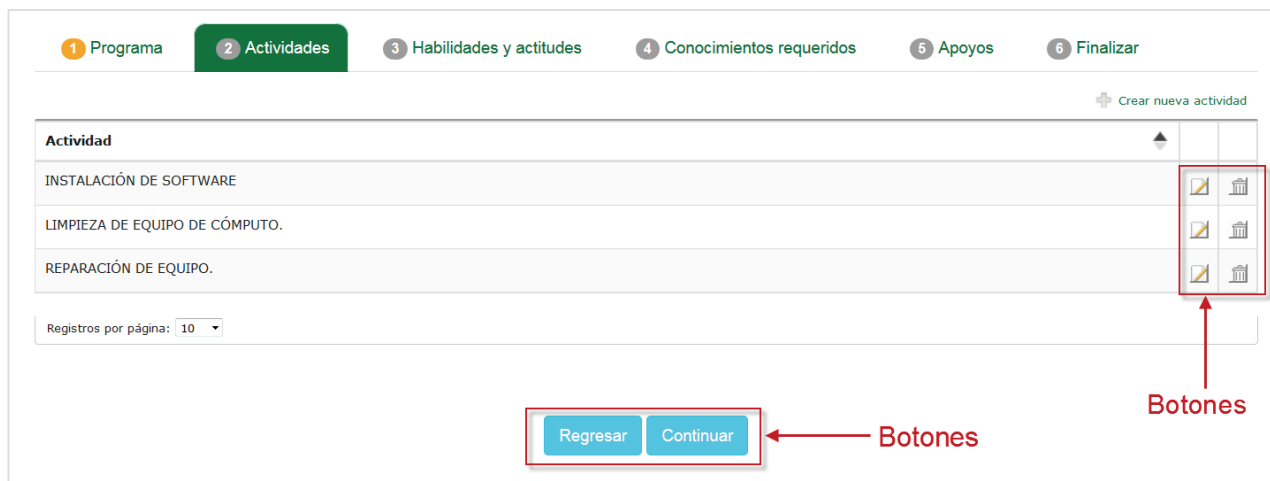 1 Programa 2 Actividades 3 Habilidades y actitudes 4 Conocimientos requeridos 5 Apoyos 6 Finalizar
Crear nueva actividad
Actividad
INSTALACIÓN DE SOFTWARE
LIMPIEZA DE EQUIPO DE CÓMPUTO.
REPARACIÓN DE EQUIPO.
Registros por página: 10
Botones
Regresar Continuar Botones